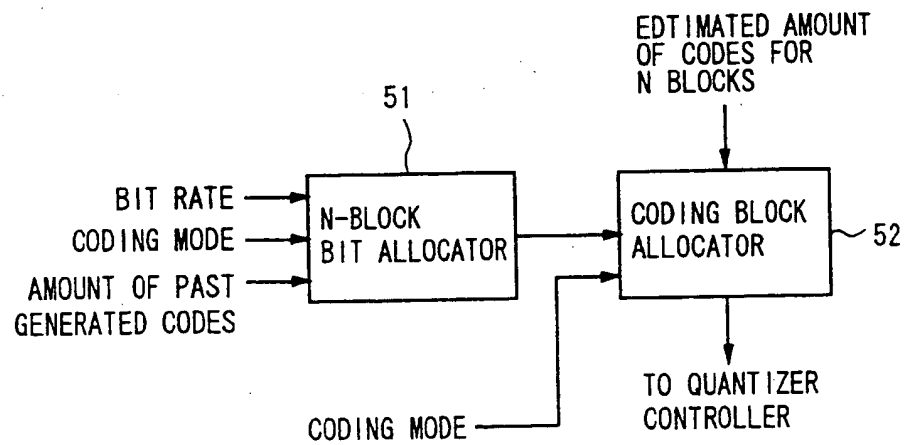 EDTIMATED AMOUNT
OF CODES FOR
N BLOCKS
51
BIT RATE
CODING MODE
AMOUNT OF PAST
GENERATED CODES
N-BLOCK
BIT ALLOCATOR
CODING BLOCK
ALLOCATOR
52
TO QUANTIZER
CONTROLLER
CODING MODE